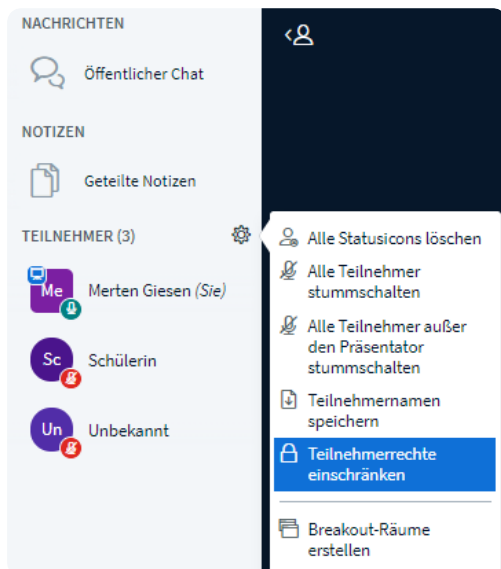 NACHRICHTEN
Öffentlicher Chat
NOTIZEN
Geteilte Notizen
TEILNEHMER (3)
Me
Merten Giesen (Sie)
Sc
Schülerin
Un
Unbekannt
Alle Statusicons löschen
Alle Teilnehmer
stummschalten
Alle Teilnehmer außer
den Präsentator
stummschalten
Teilnehmernamen
speichern
Teilnehmerrechte
einschränken
Breakout-Räume
erstellen